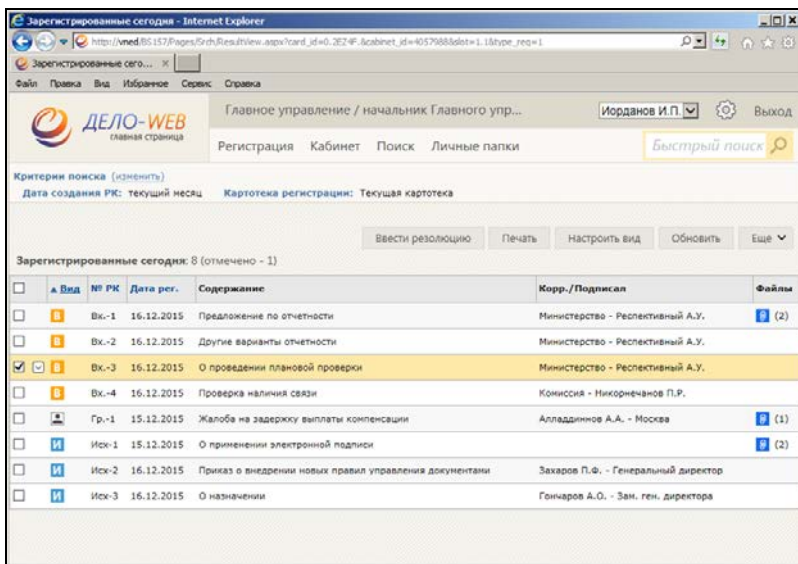 Зарегистрированные сегодня - Internet Explorer
http://vned/BS157/Pages/Srch/ResultView.aspx?card_id=0.2EZ4F.&cabinet_id=4057988&slot=1.1&type_req=1
Зарегистрированные сего... ×
Файл Правка Вид Избранное Сервис Справка
ДЕЛО-WEB
главная страница
Главное управление / начальник Главного упр...
Иорданов И.П.
Выход
Регистрация Кабинет Поиск Личные папки
Быстрый поиск
Критерии поиска (изменить)
Дата создания РК: текущий месяц Картотека регистрации: Текущая картотека
Ввести резолюцию Печать Настроить вид Обновить Еще
Зарегистрированные сегодня: 8 (отмечено - 1)
Вид № РК Дата рег. Содержание Корр./Подписал Файлы
В Вх.-1 16.12.2015 Предложение по отчетности Министерство - Респективный А.У. (2)
В Вх.-2 16.12.2015 Другие варианты отчетности Министерство - Респективный А.У.
В Вх.-3 16.12.2015 О проведении плановой проверки Министерство - Респективный А.У.
В Вх.-4 16.12.2015 Проверка наличия связи Комиссия - Никорнечанов П.Р.
Гр.-1 15.12.2015 Жалоба на задержку выплаты компенсации Алладдинов А.А. - Москва (1)
И Исх-1 15.12.2015 О применении электронной подписи (2)
И Исх-2 16.12.2015 Приказ о внедрении новых правил управления документами Захаров П.Ф. - Генеральный директор
И Исх-3 16.12.2015 О назначении Гончаров А.О. - Зам. ген. директора